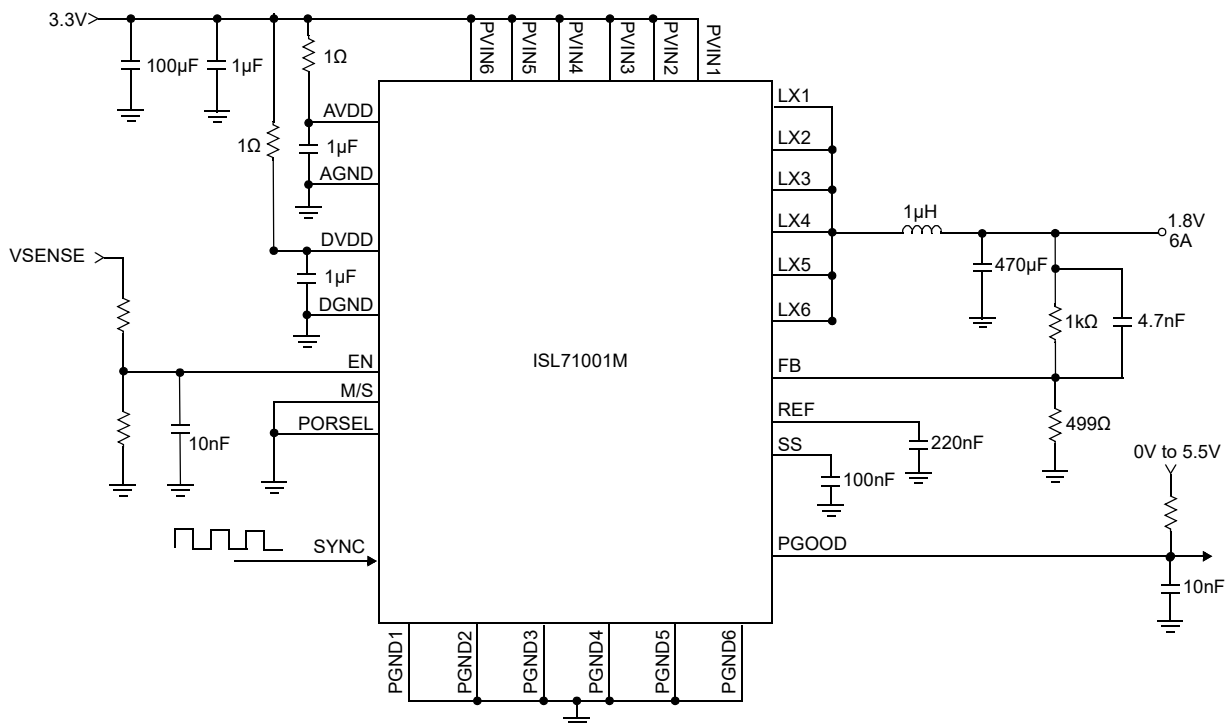 3.3V
100µF
1µF
1Ω
1Ω
PVIN6
PVIN5
PVIN4
PVIN3
PVIN2
PVIN1
AVDD
1µF
AGND
DVDD
1µF
DGND
VSENSE
EN
M/S
PORSEL
10nF
SYNC
ISL71001M
LX1
LX2
LX3
LX4
LX5
LX6
1µH
1.8V
6A
470µF
1kΩ
4.7nF
FB
REF
220nF
499Ω
SS
100nF
0V to 5.5V
PGOOD
10nF
PGND1
PGND2
PGND3
PGND4
PGND5
PGND6